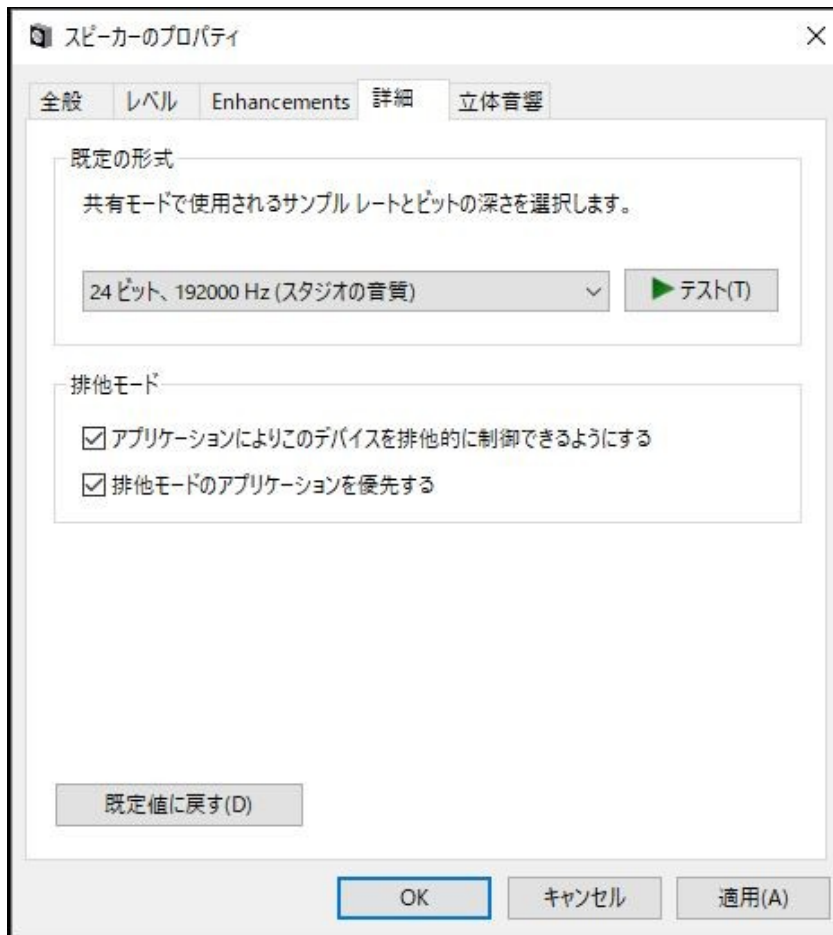 スピーカーのプロパティ
全般 レベル Enhancements 詳細 立体音響
既定の形式
共有モードで使用されるサンプル レートとビットの深さを選択します。
24 ビット、192000 Hz (スタジオの音質) テスト(T)
排他モード
アプリケーションによりこのデバイスを排他的に制御できるようにする
排他モードのアプリケーションを優先する
既定値に戻す(D)
OK キャンセル 適用(A)